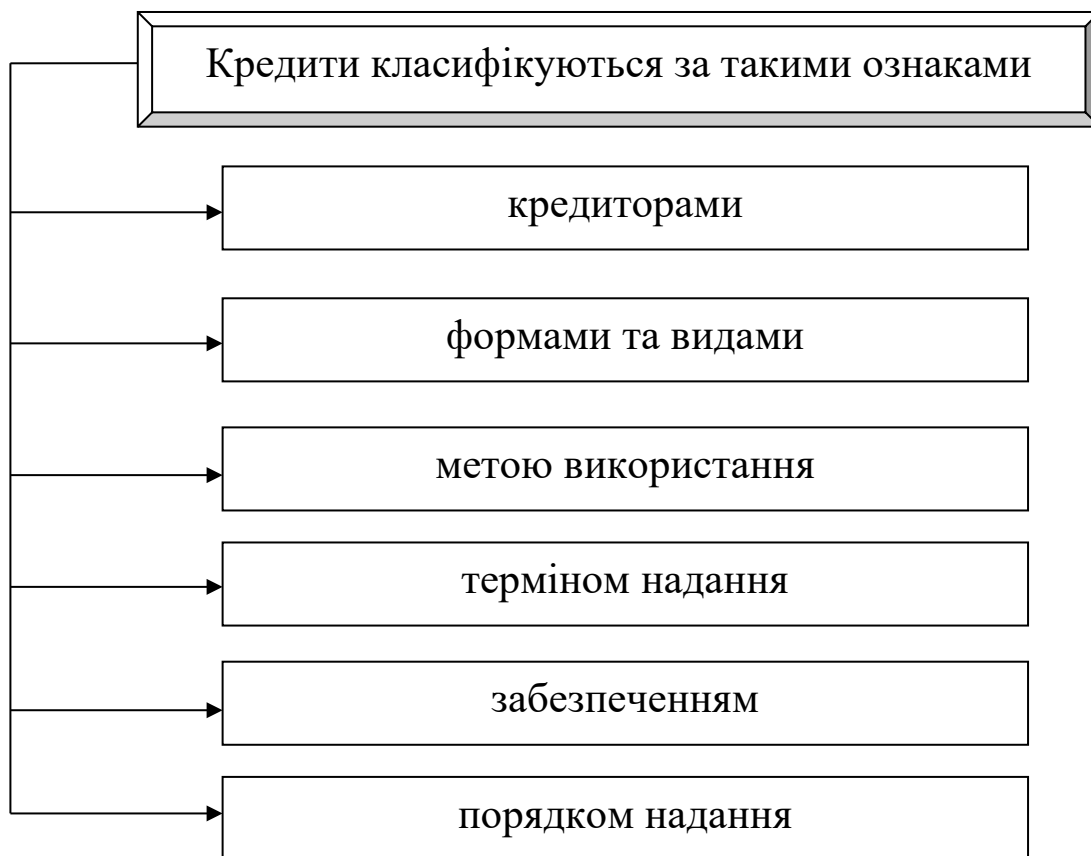 Кредити класифікуються за такими ознаками
кредиторами
формами та видами
метою використання
терміном надання
забезпеченням
порядком надання